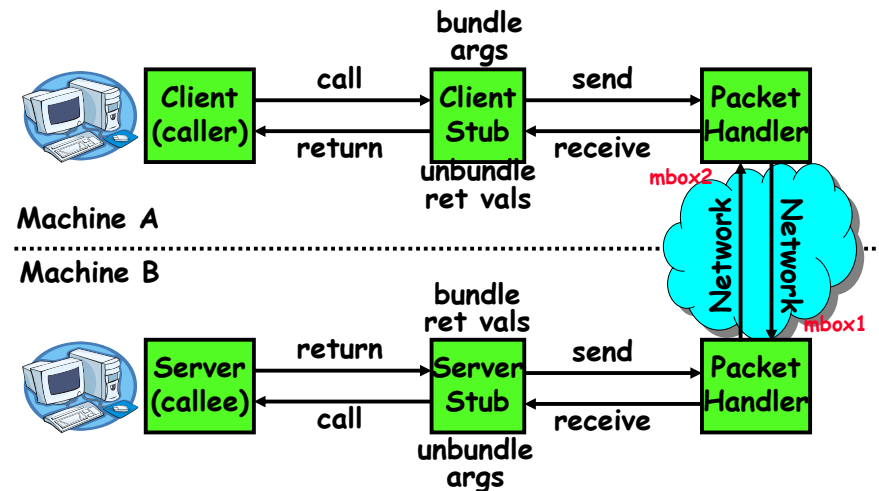 bundle
args
call
send
Client
(caller)
Client
Stub
Packet
Handler
return
receive
unbundle
ret vals
mbox2
Machine A
Network
Network
Machine B
mbox1
bundle
ret vals
return
send
Server
(callee)
Server
Stub
Packet
Handler
call
receive
unbundle
args